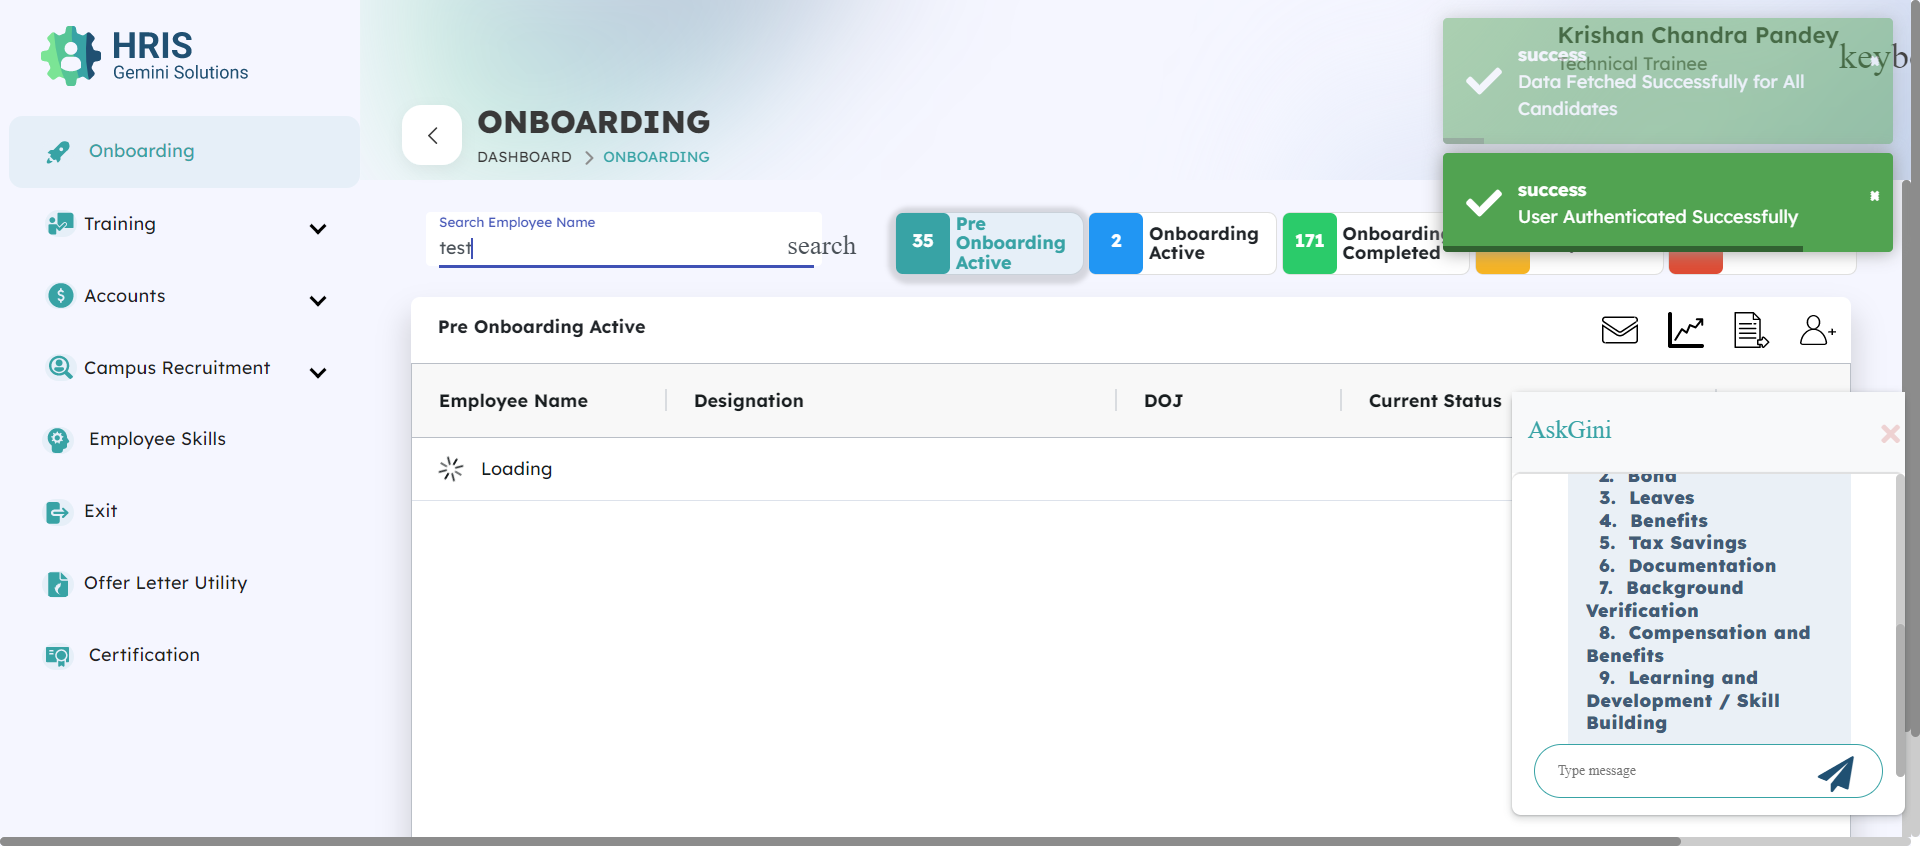 HRIS
Gemini Solutions
Onboarding
Training
Accounts
Campus Recruitment
Employee Skills
Exit
Offer Letter Utility
Certification
ONBOARDING
DASHBOARD
ONBOARDING
Krishan Chandra Pandey
Technical Trainee
keyb
success
Data Fetched Successfully for All
Candidates
success
User Authenticated Successfully
Search Employee Name
test
search
35
Pre
Onboarding
Active
2
Onboarding
Active
171
Onboarding
Completed
Pre Onboarding Active
Employee Name
Designation
DOJ
Current Status
Loading
AskGini
2. Bond
3. Leaves
4. Benefits
5. Tax Savings
6. Documentation
7. Background
Verification
8. Compensation and
Benefits
9. Learning and
Development / Skill
Building
Type message